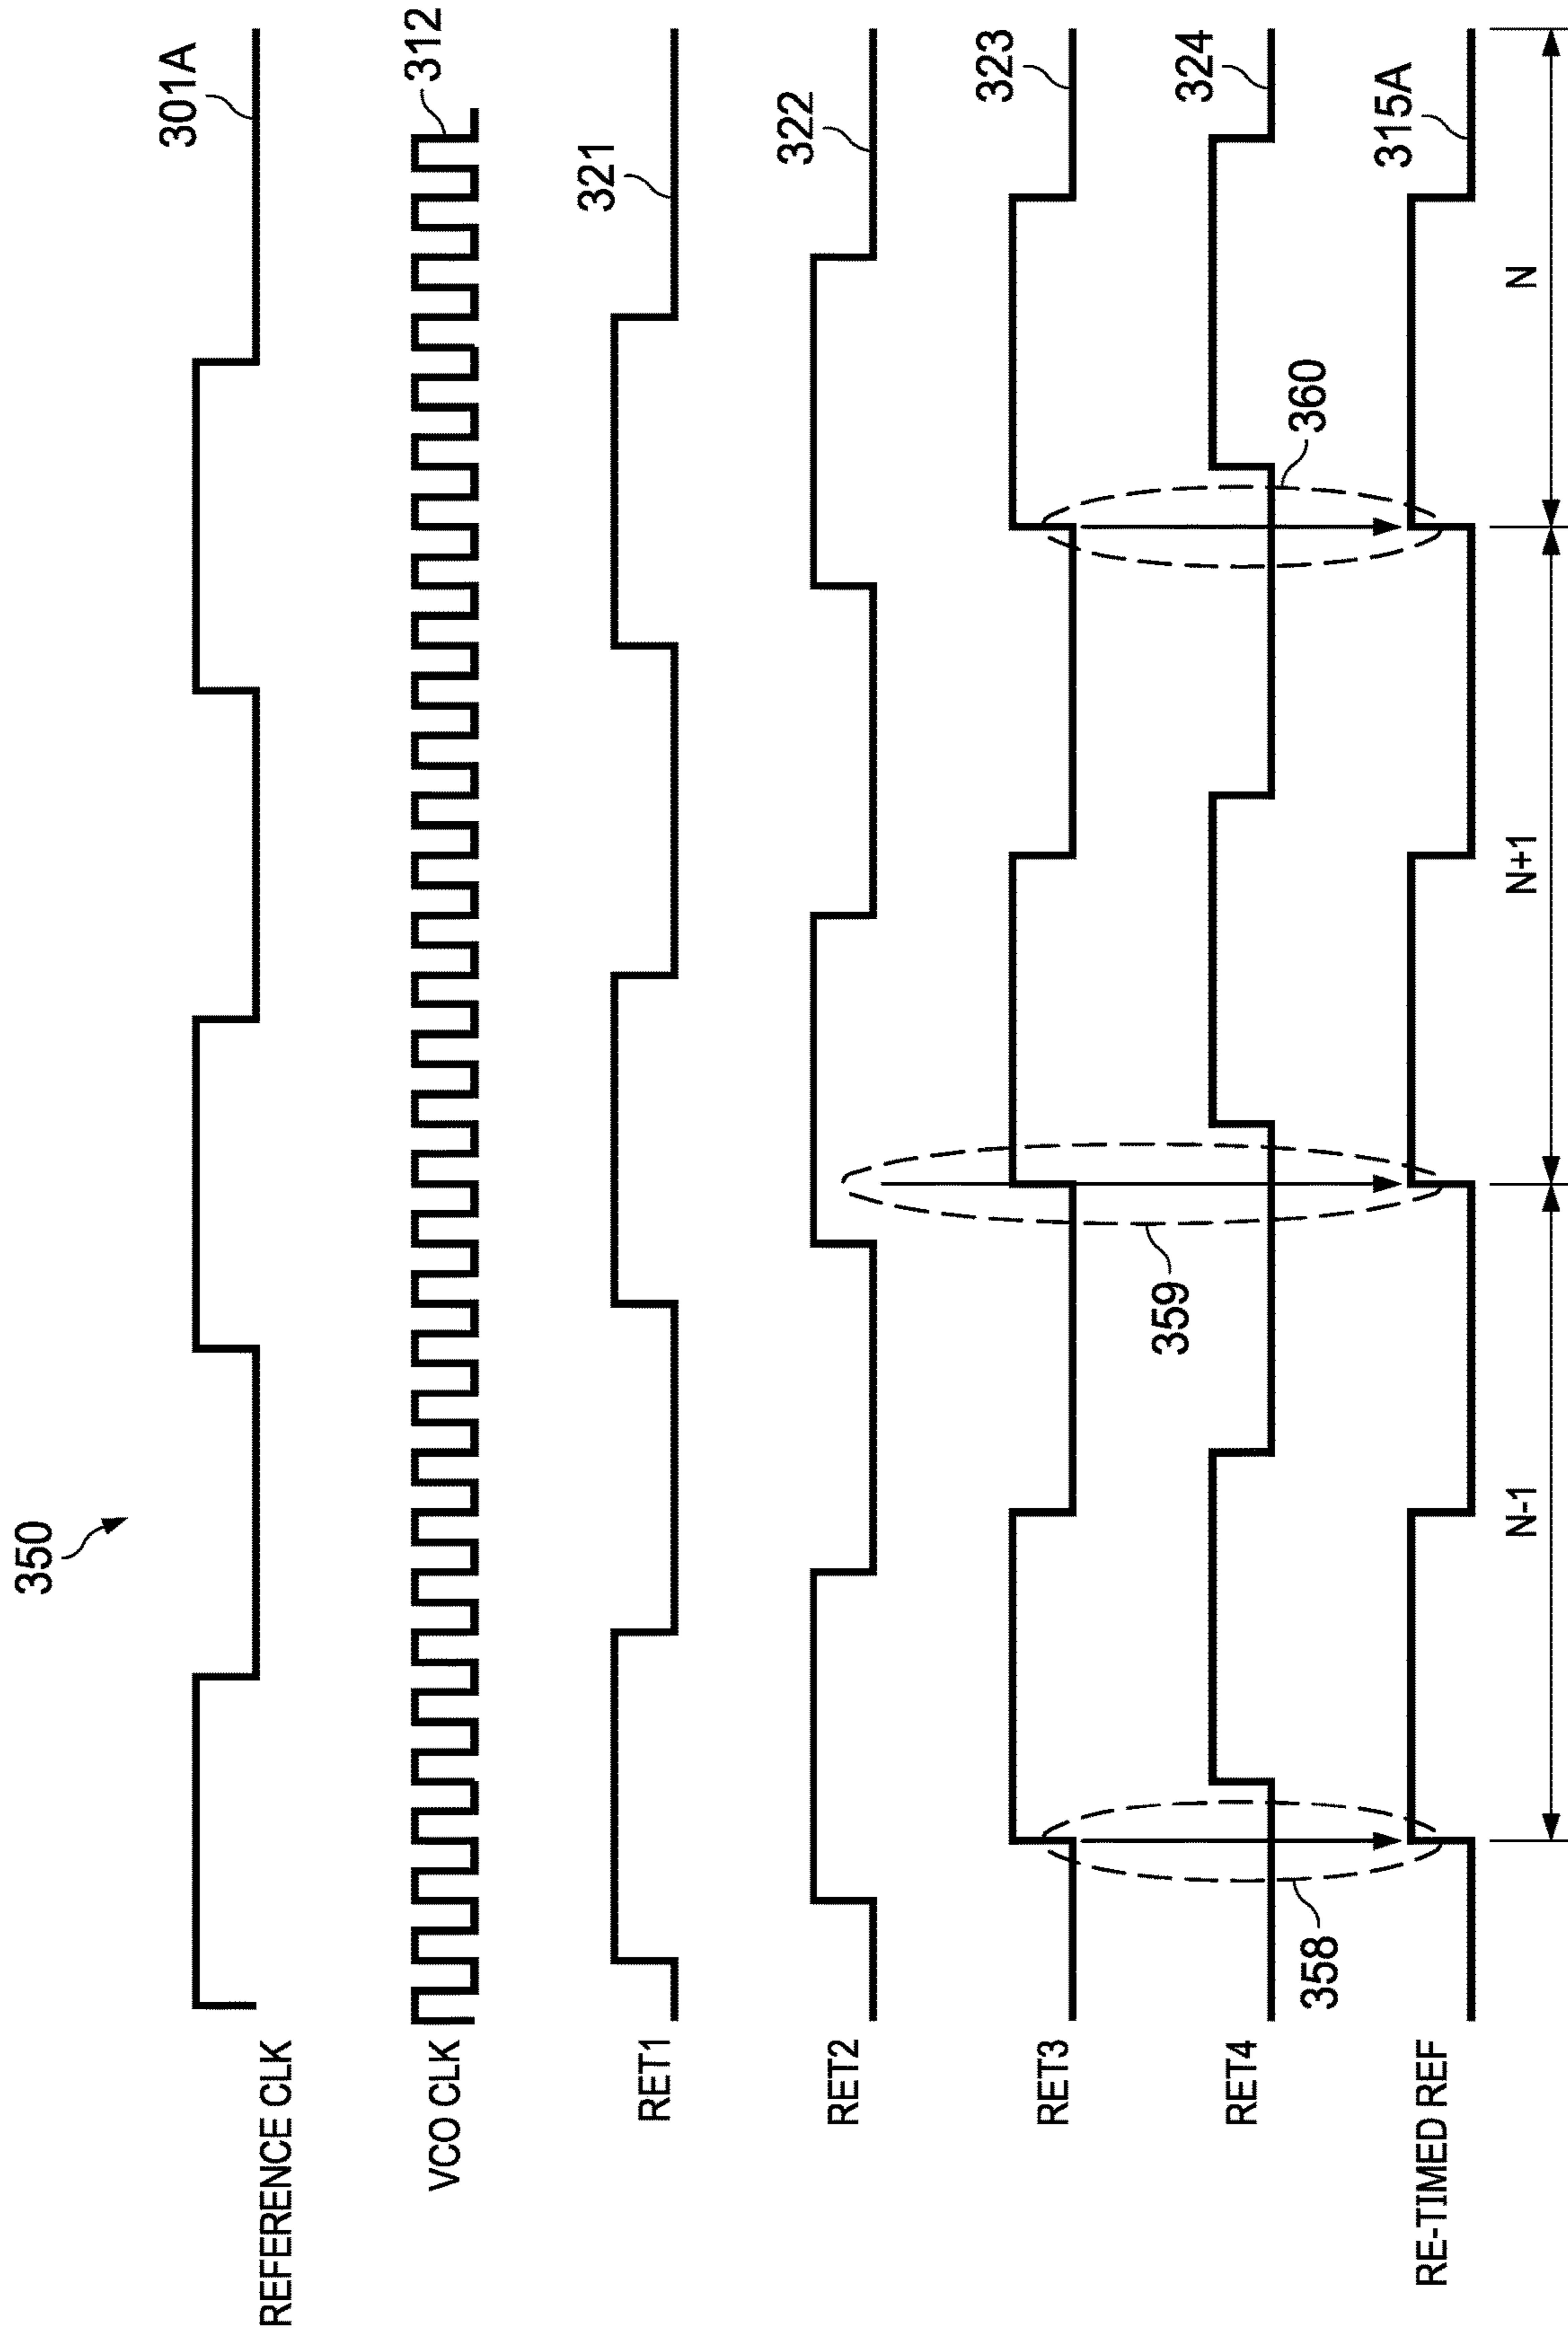 350
REFERENCE CLK
301A
VCO CLK
312
RET1
321
RET2
322
RET3
323
RET4
324
RE-TIMED REF
315A
358
359
360
N-1
N+1
N